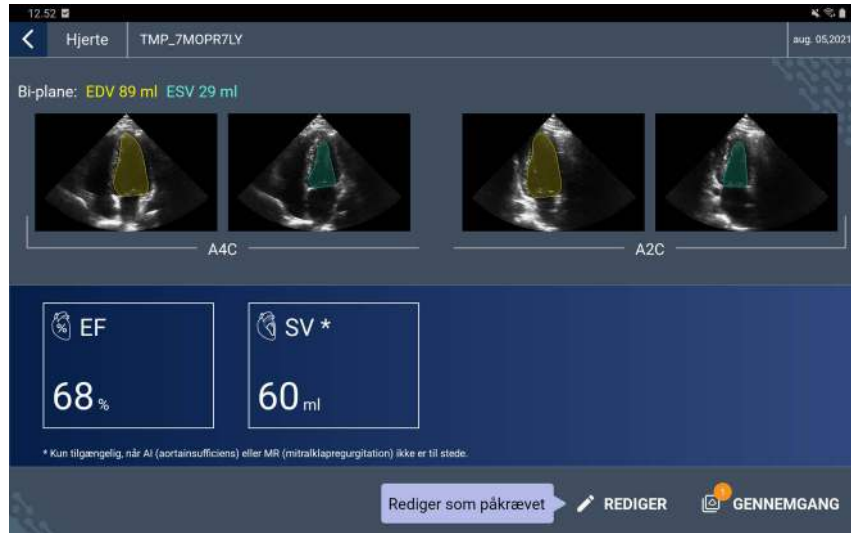 12.52
Hjerte
TMP_7MOPR7LY
aug. 05,2021
Bi-plane: EDV 89 ml ESV 29 ml
A4C
A2C
% EF
68 %
SV *
60 ml
* Kun tilgængelig, når AI (aortainsufficiens) eller MR (mitralklapregurgitation) ikke er til stede.
Rediger som påkrævet
REDIGER
1
GENNEMGANG